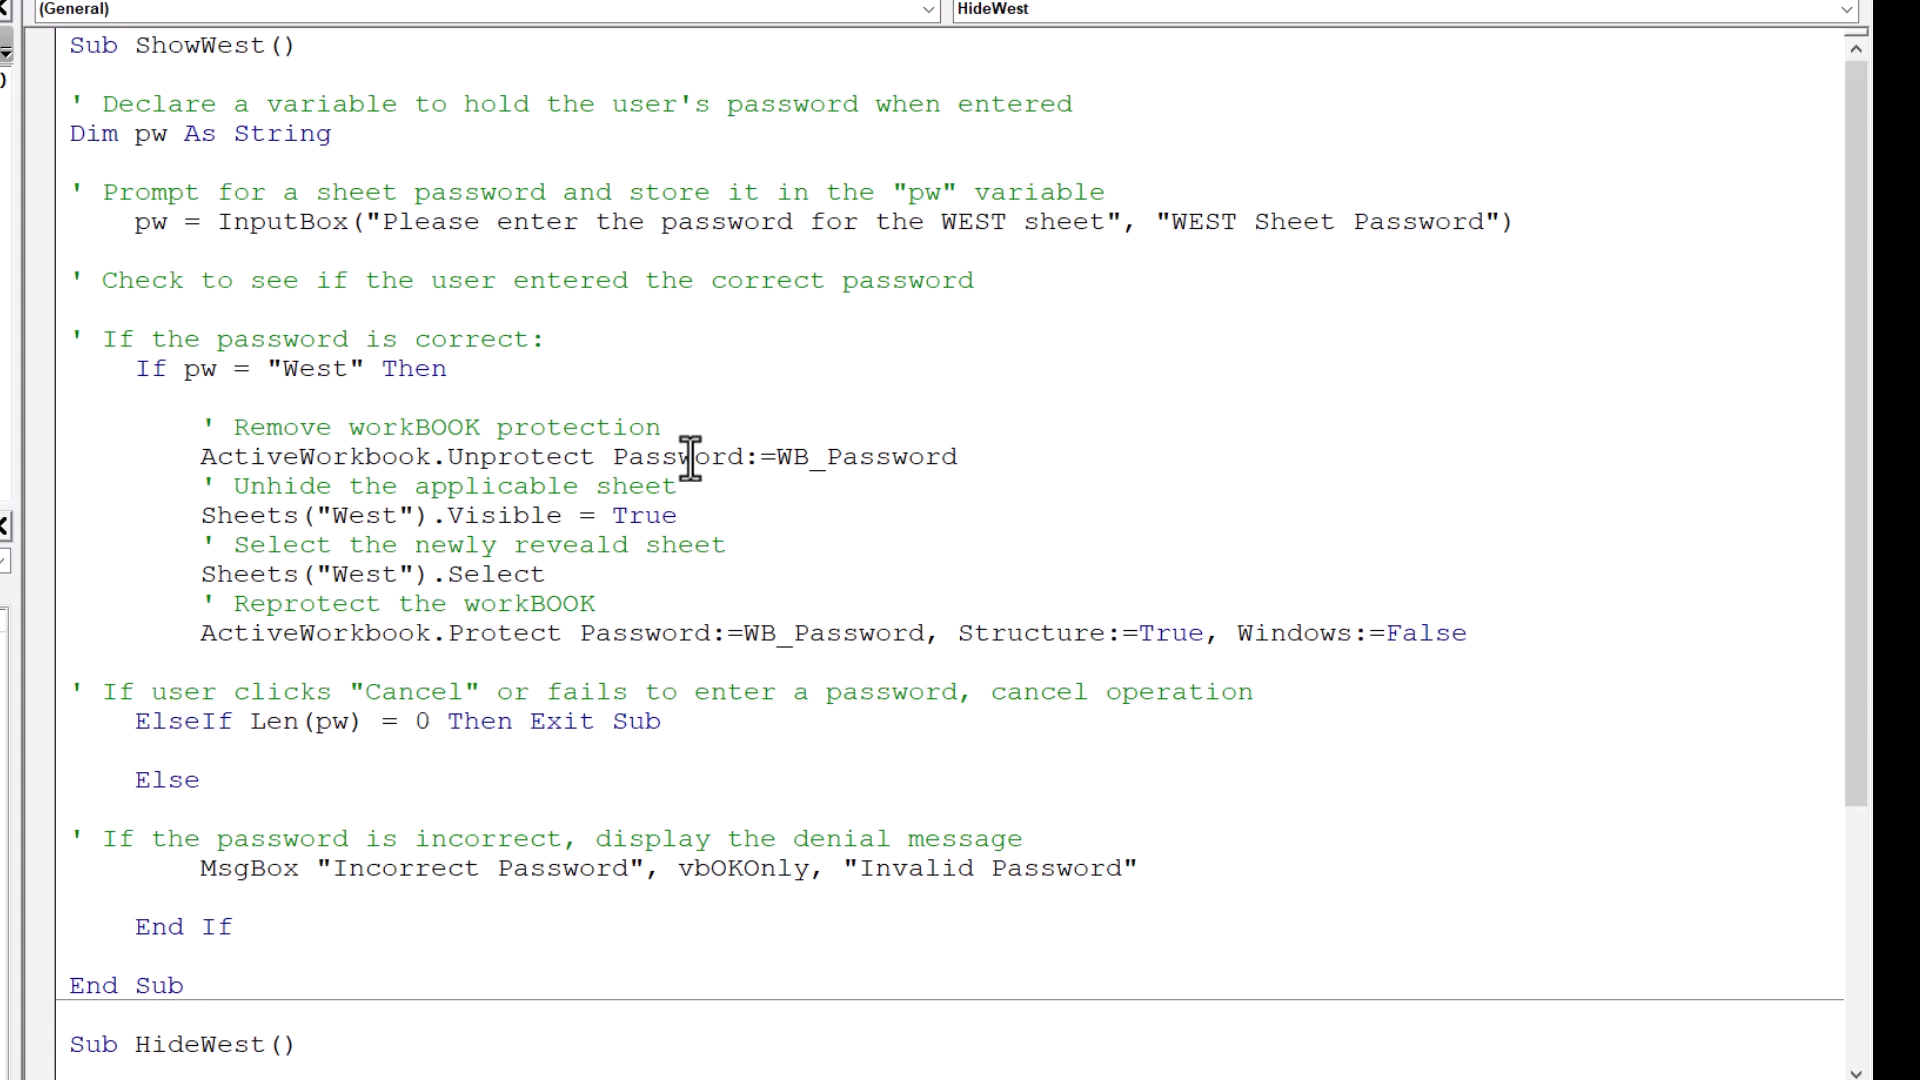 (General)
HideWest
Sub ShowWest()
' Declare a variable to hold the user's password when entered
Dim pw As String
' Prompt for a sheet password and store it in the "pw" variable
pw = InputBox("Please enter the password for the WEST sheet", "WEST Sheet Password")
' Check to see if the user entered the correct password
' If the password is correct:
If pw = "West" Then
' Remove workBOOK protection
ActiveWorkbook.Unprotect Password:=WB_Password
' Unhide the applicable sheet
Sheets("West").Visible = True
' Select the newly reveald sheet
Sheets("West").Select
' Reprotect the workBOOK
ActiveWorkbook.Protect Password:=WB_Password, Structure:=True, Windows:=False
' If user clicks "Cancel" or fails to enter a password, cancel operation
ElseIf Len(pw) = 0 Then Exit Sub
Else
' If the password is incorrect, display the denial message
MsgBox "Incorrect Password", vbOKOnly, "Invalid Password"
End If
End Sub
Sub HideWest()